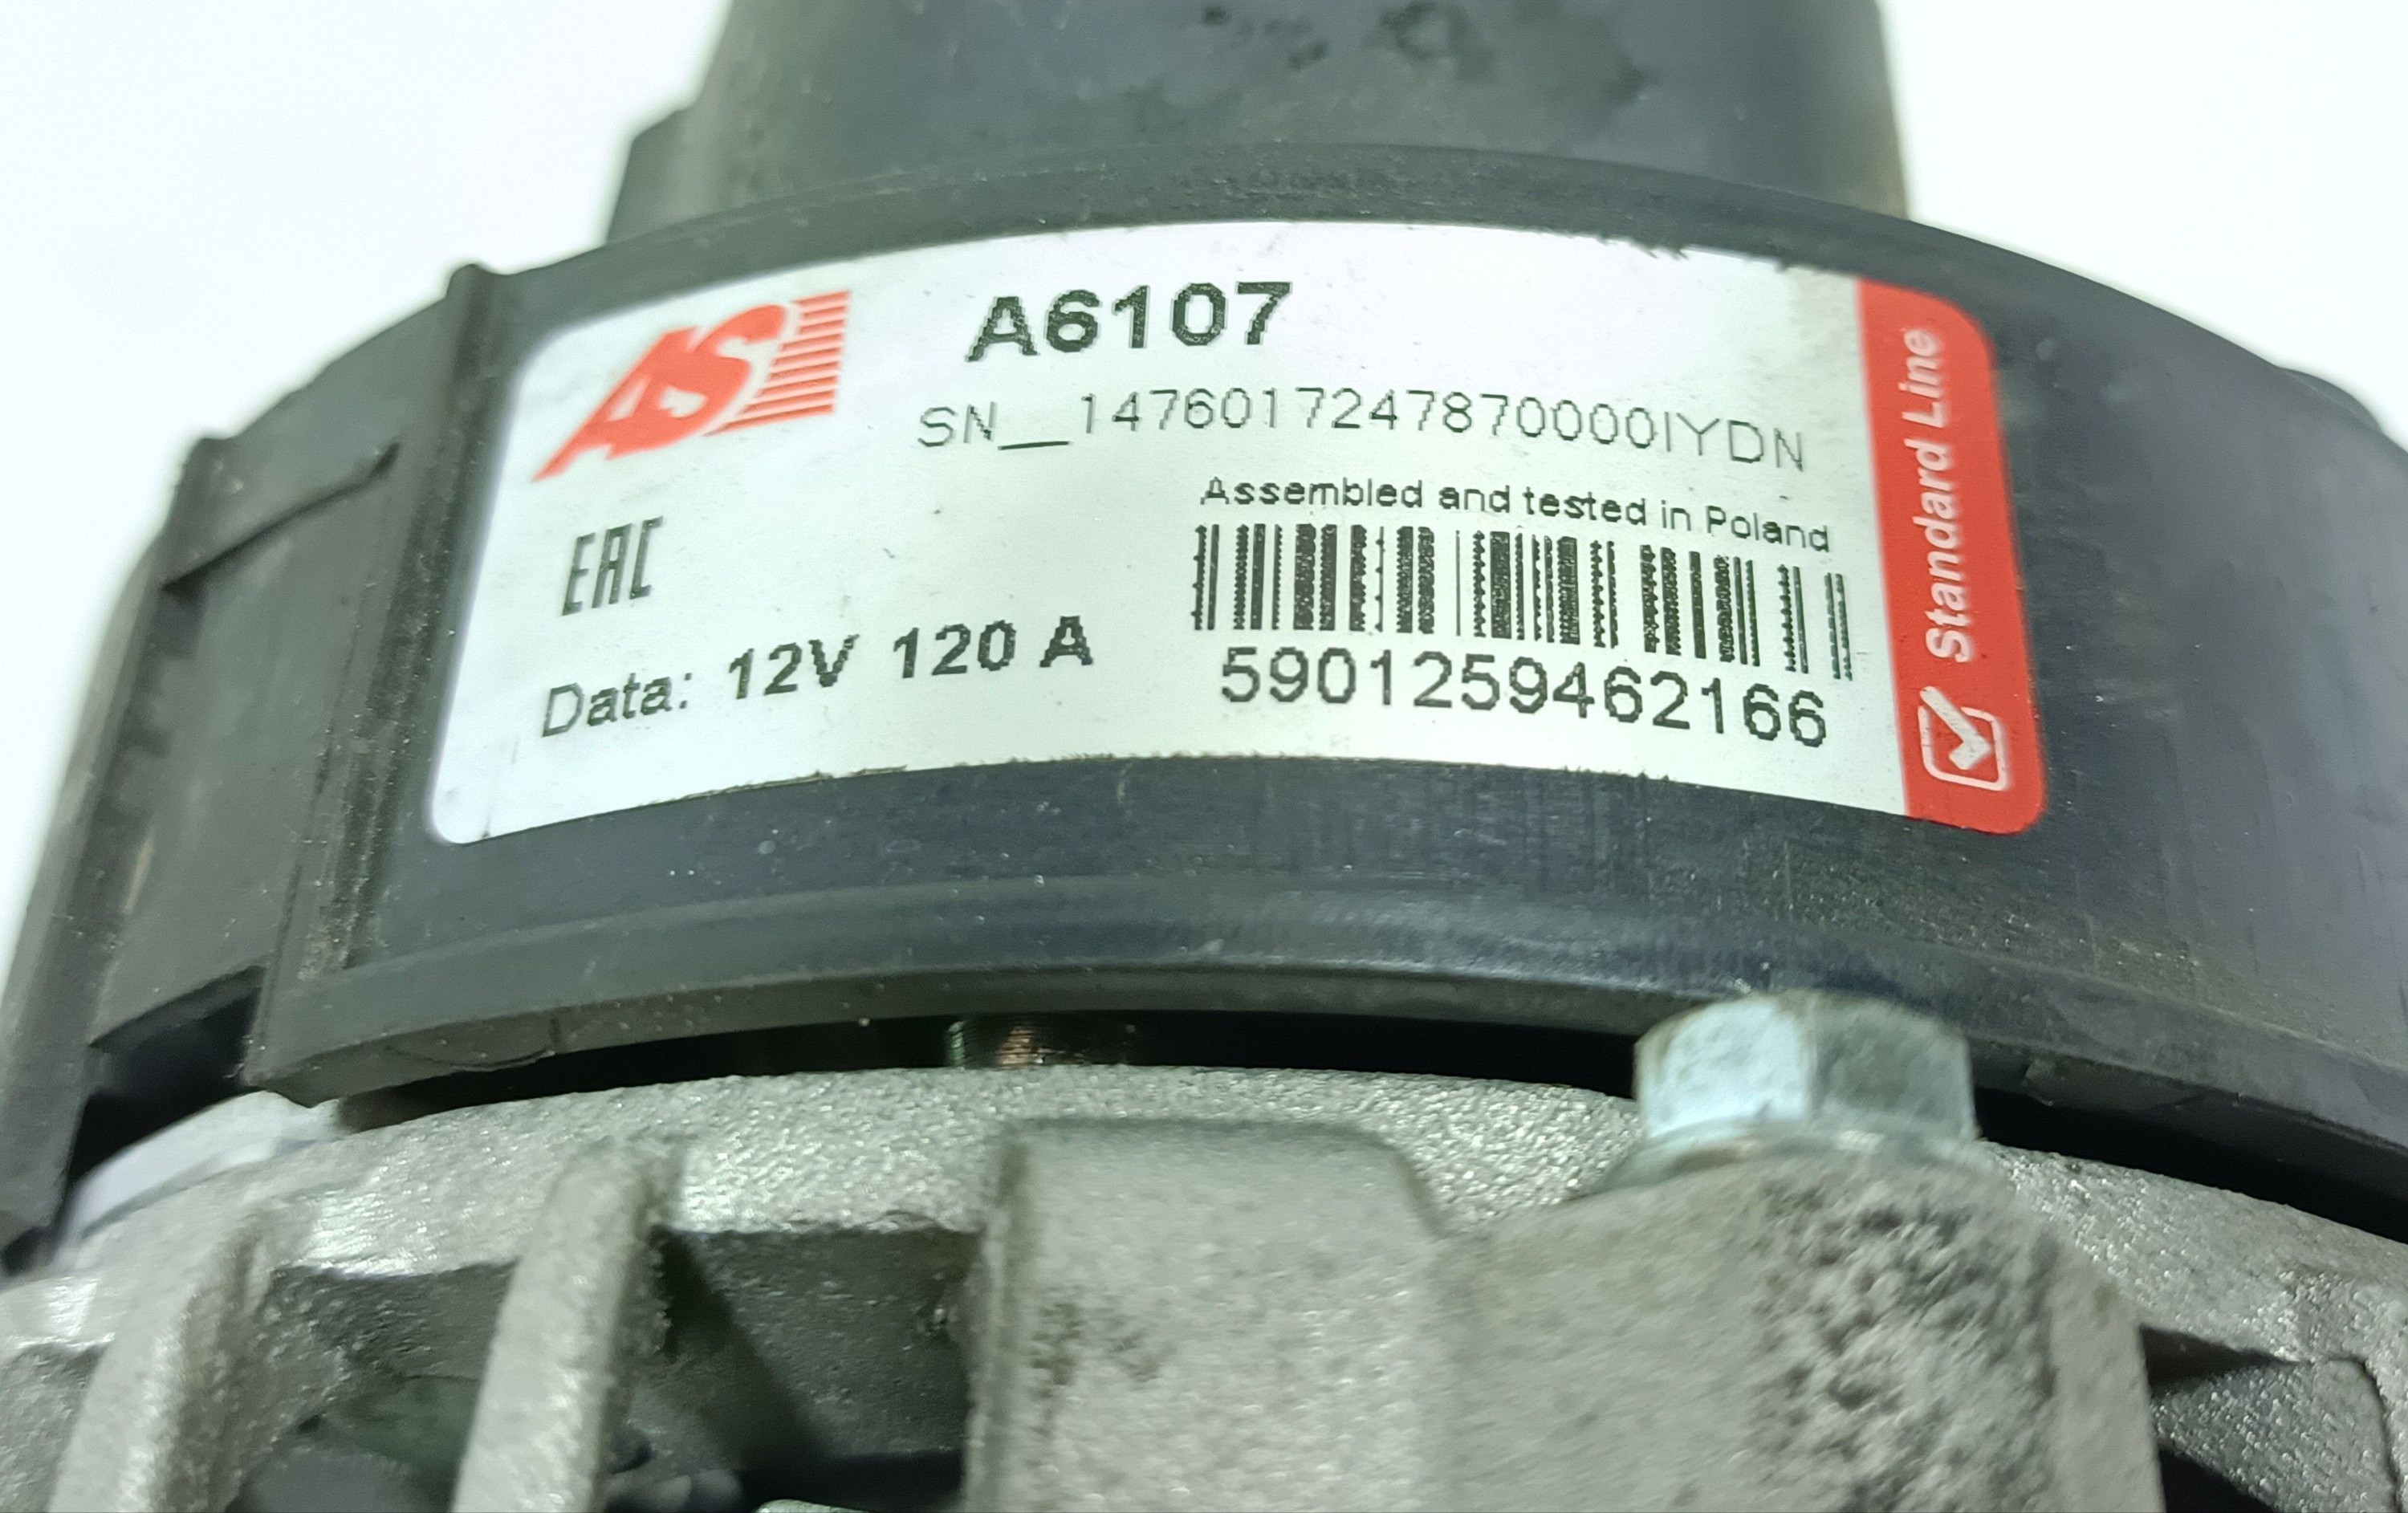 AS
A6107
SN__1476017247870000IYDN
Assembled and tested in Poland
EAC
Data: 12V 120 A
5901259462166
Standard Line